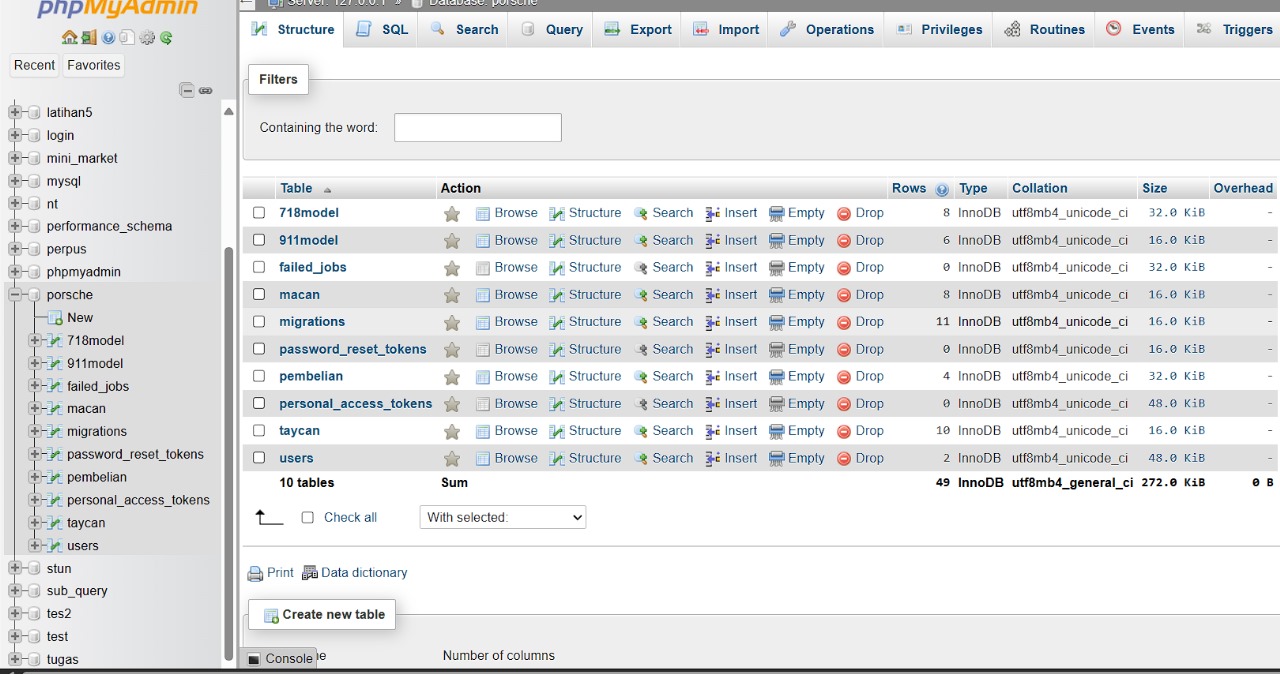 phpMyAdmin
Server: 127.0.0.1 » Database: porsche
Structure SQL Search Query Export Import Operations Privileges Routines Events Triggers
Recent Favorites
Filters
Containing the word:
latihan5
login
mini_market
mysql
nt
performance_schema
perpus
phpmyadmin
porsche
New
718model
911model
failed_jobs
macan
migrations
password_reset_tokens
pembelian
personal_access_tokens
taycan
users
stun
sub_query
tes2
test
tugas
Table Action Rows Type Collation Size Overhead
718model Browse Structure Search Insert Empty Drop 8 InnoDB utf8mb4_unicode_ci 32.0 KiB -
911model Browse Structure Search Insert Empty Drop 6 InnoDB utf8mb4_unicode_ci 16.0 KiB -
failed_jobs Browse Structure Search Insert Empty Drop 0 InnoDB utf8mb4_unicode_ci 32.0 KiB -
macan Browse Structure Search Insert Empty Drop 8 InnoDB utf8mb4_unicode_ci 16.0 KiB -
migrations Browse Structure Search Insert Empty Drop 11 InnoDB utf8mb4_unicode_ci 16.0 KiB -
password_reset_tokens Browse Structure Search Insert Empty Drop 0 InnoDB utf8mb4_unicode_ci 16.0 KiB -
pembelian Browse Structure Search Insert Empty Drop 4 InnoDB utf8mb4_unicode_ci 32.0 KiB -
personal_access_tokens Browse Structure Search Insert Empty Drop 0 InnoDB utf8mb4_unicode_ci 48.0 KiB -
taycan Browse Structure Search Insert Empty Drop 10 InnoDB utf8mb4_unicode_ci 16.0 KiB -
users Browse Structure Search Insert Empty Drop 2 InnoDB utf8mb4_unicode_ci 48.0 KiB -
10 tables Sum 49 InnoDB utf8mb4_general_ci 272.0 KiB 0 B
Check all With selected:
Print Data dictionary
Create new table
Number of columns
Console